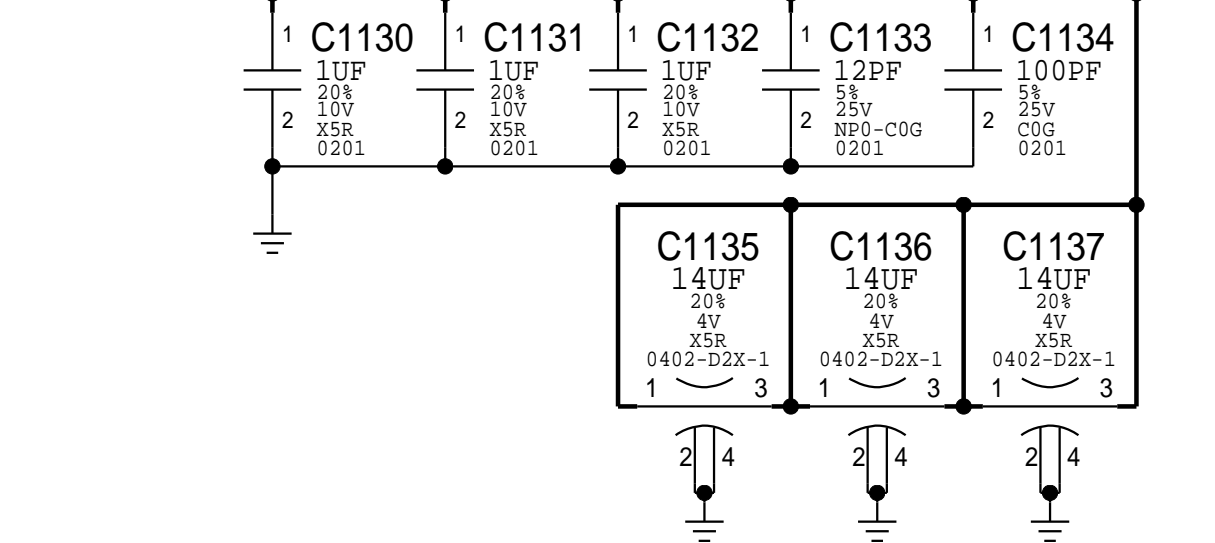 1 C1130
1UF
20%
10V
2 X5R
0201
1 C1131
1UF
20%
10V
2 X5R
0201
1 C1132
1UF
20%
10V
2 X5R
0201
1 C1133
12PF
5%
25V
2 NP0-C0G
0201
1 C1134
100PF
5%
25V
2 C0G
0201
C1135
14UF
20%
4V
X5R
0402-D2X-1
1 3
2 4
C1136
14UF
20%
4V
X5R
0402-D2X-1
1 3
2 4
C1137
14UF
20%
4V
X5R
0402-D2X-1
1 3
2 4